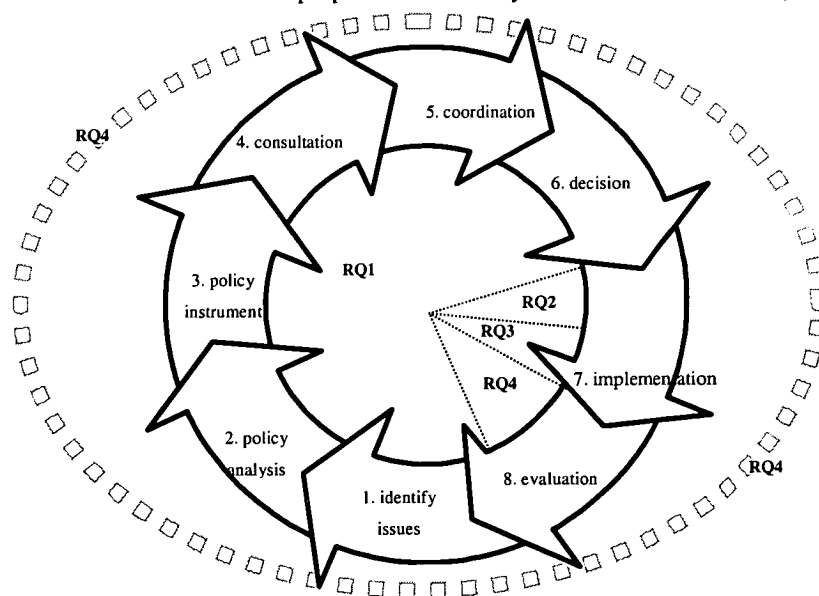 5. coordination
RQ4
4. consultation
6. decision
RQ1
3. policy
instrument
RQ2
RQ3
RQ4
7. implementation
2. policy
analysis
RQ4
8. evaluation
1. identify
issues